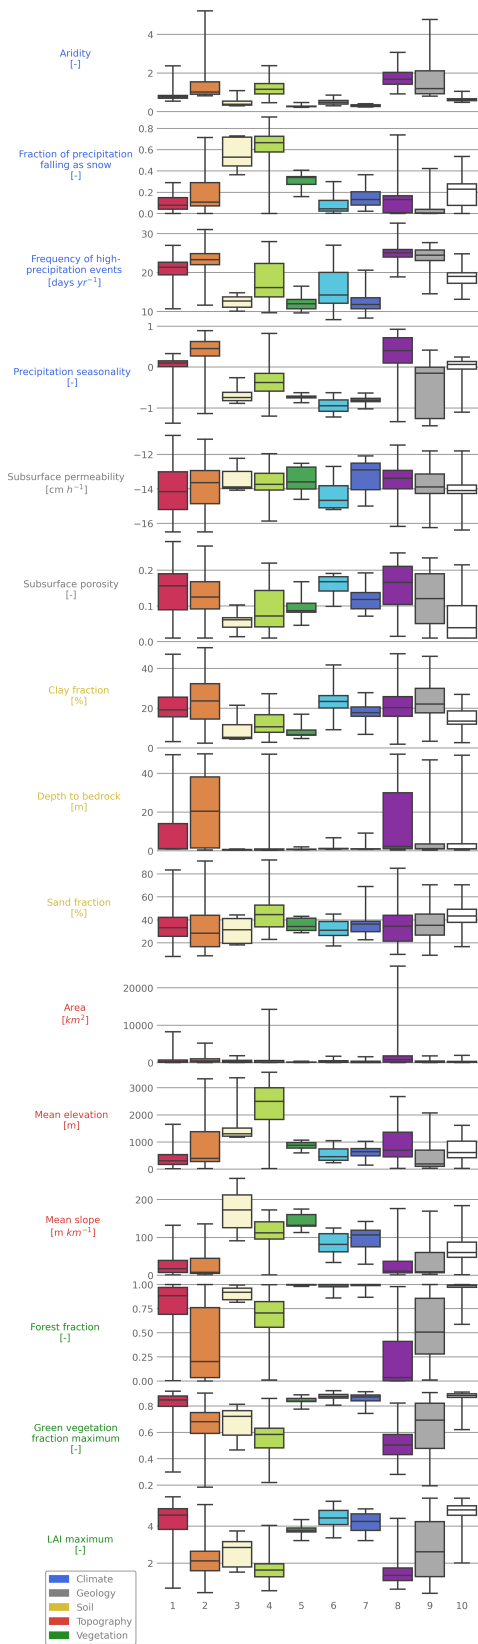 Aridity
[-]
4
2
0
Fraction of precipitation
falling as snow
[-]
0.8
0.6
0.4
0.2
0.0
Frequency of high-
precipitation events
[days yr⁻¹]
30
20
10
Precipitation seasonality
[-]
1
0
−1
Subsurface permeability
[cm h⁻¹]
−12
−14
−16
Subsurface porosity
[-]
0.2
0.1
0.0
Clay fraction
[%]
40
20
0
Depth to bedrock
[m]
40
20
0
Sand fraction
[%]
80
60
40
20
Area
[km²]
20000
10000
0
Mean elevation
[m]
3000
2000
1000
0
Mean slope
[m km⁻¹]
200
100
0
Forest fraction
[-]
1.00
0.75
0.50
0.25
0.00
Green vegetation
fraction maximum
[-]
0.8
0.6
0.4
0.2
LAI maximum
[-]
4
2
1 2 3 4 5 6 7 8 9 10
Climate
Geology
Soil
Topography
Vegetation